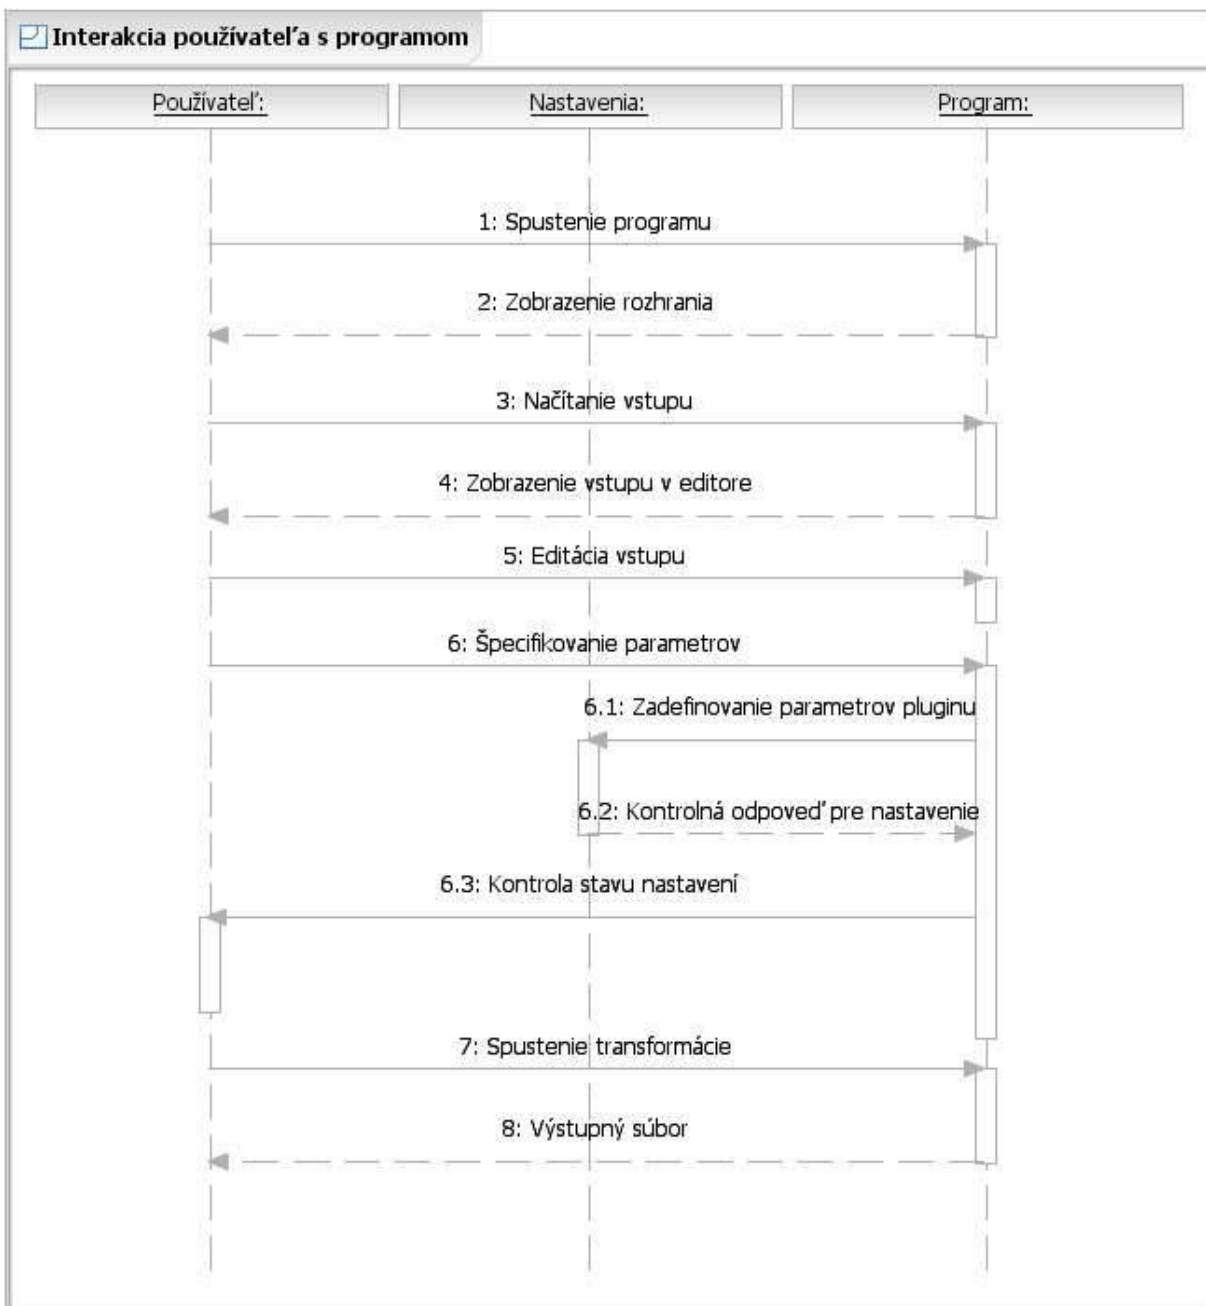 Interakcia používateľa s programom
Používateľ:
Nastavenia:
Program:
1: Spustenie programu
2: Zobrazenie rozhrania
3: Načítanie vstupu
4: Zobrazenie vstupu v editore
5: Editácia vstupu
6: Špecifikovanie parametrov
6.1: Zadefinovanie parametrov pluginu
6.2: Kontrolná odpoveď pre nastavenie
6.3: Kontrola stavu nastavení
7: Spustenie transformácie
8: Výstupný súbor